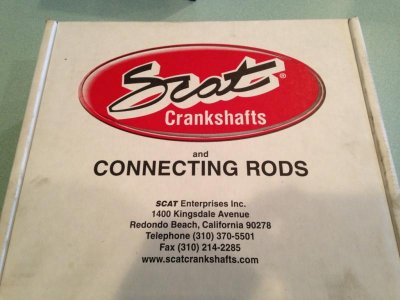 Scat®
Crankshafts
and
CONNECTING RODS
SCAT Enterprises Inc.
1400 Kingsdale Avenue
Redondo Beach, California 90278
Telephone (310) 370-5501
Fax (310) 214-2285
www.scatcrankshafts.com